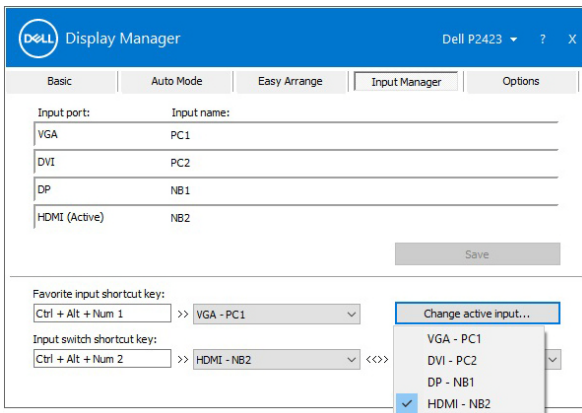 DELL Display Manager Dell P2423 ? X
Basic Auto Mode Easy Arrange Input Manager Options
Input port: Input name:
VGA PC1
DVI PC2
DP NB1
HDMI (Active) NB2
Save
Favorite input shortcut key:
Ctrl + Alt + Num 1 >> VGA - PC1 Change active input...
Input switch shortcut key:
Ctrl + Alt + Num 2 >> HDMI - NB2 <<>>
VGA - PC1
DVI - PC2
DP - NB1
HDMI - NB2